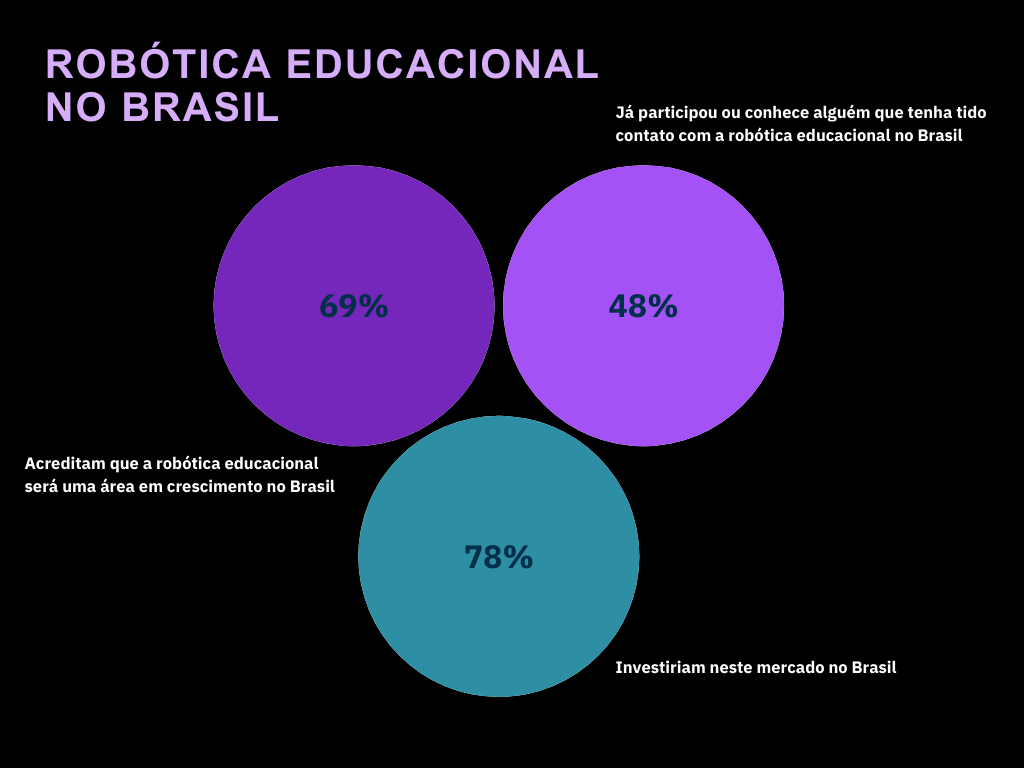 ROBÓTICA EDUCACIONAL
NO BRASIL
Já participou ou conhece alguém que tenha tido
contato com a robótica educacional no Brasil
69%
48%
Acreditam que a robótica educacional
será uma área em crescimento no Brasil
78%
Investiriam neste mercado no Brasil